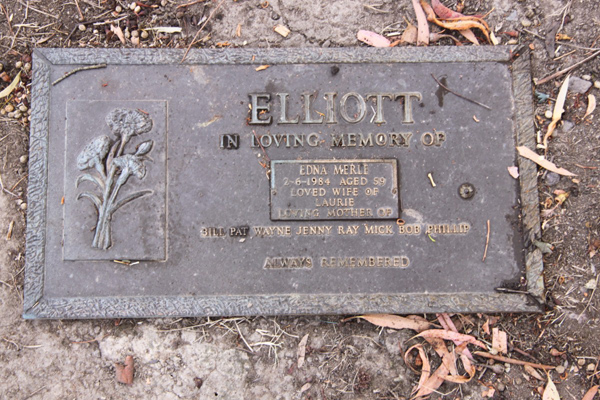 ELLIOTT
IN LOVING MEMORY OF
EDNA MERLE
2-6-1984 AGED 59
LOVED WIFE OF
LAURIE
LOVING MOTHER OF
BILL PAT WAYNE JENNY RAY MICK BOB PHILLIP
ALWAYS REMEMBERED